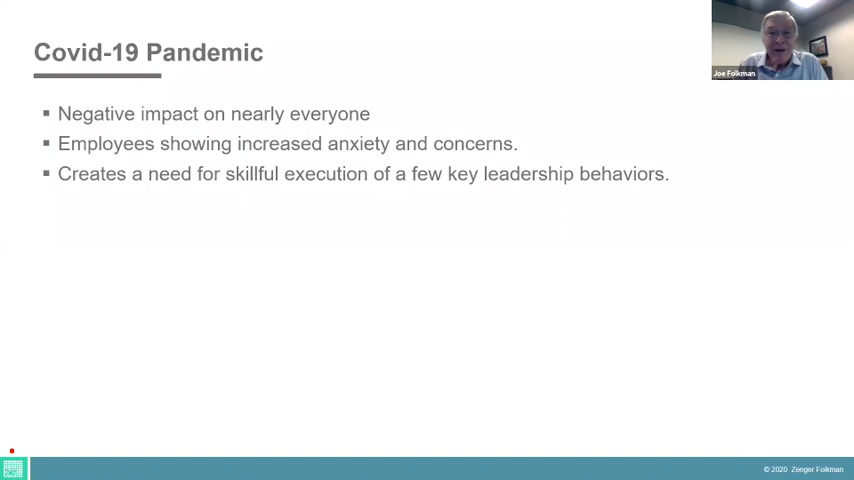 Covid-19 Pandemic
Joe Folkman
▪ Negative impact on nearly everyone
▪ Employees showing increased anxiety and concerns.
▪ Creates a need for skillful execution of a few key leadership behaviors.
© 2020 Zenger Folkman